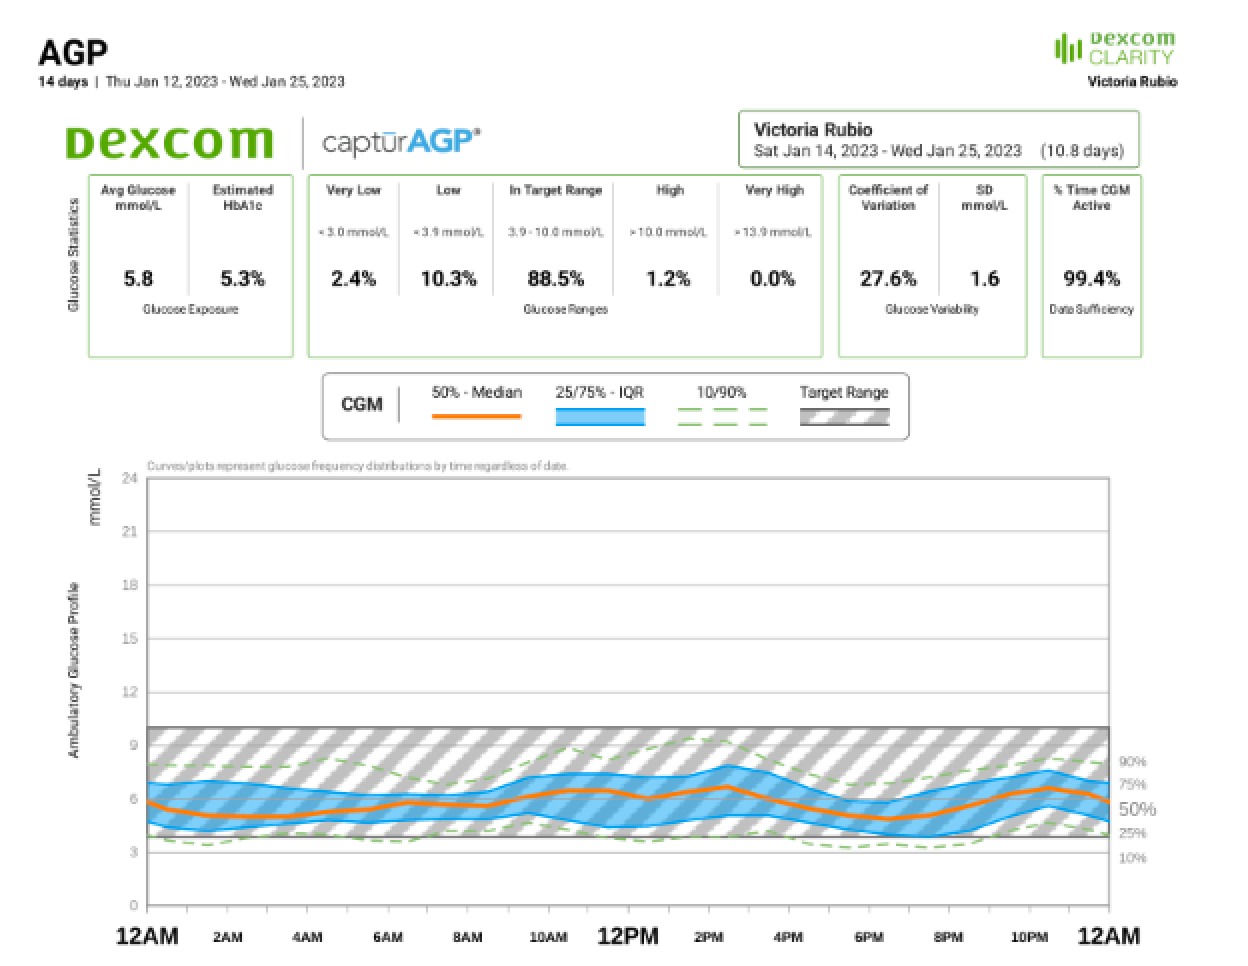 AGP
14 days | Thu Jan 12, 2023 - Wed Jan 25, 2023
Dexcom
CLARITY
Victoria Rubio
Dexcom
captūrAGP®
Victoria Rubio
Sat Jan 14, 2023 - Wed Jan 25, 2023 (10.8 days)
Glucose Statistics
Avg Glucose
mmol/L
5.8
Estimated
HbA1c
5.3%
Glucose Exposure
Very Low
< 3.0 mmol/L
2.4%
Low
< 3.9 mmol/L
10.3%
In Target Range
3.9 - 10.0 mmol/L
88.5%
High
> 10.0 mmol/L
1.2%
Very High
> 13.9 mmol/L
0.0%
Glucose Ranges
Coefficient of
Variation
27.6%
SD
mmol/L
1.6
Glucose Variability
% Time CGM
Active
99.4%
Data Sufficiency
CGM
50% - Median
25/75% - IQR
10/90%
Target Range
Curves/plots represent glucose frequency distributions by time regardless of date.
mmol/L
Ambulatory Glucose Profile
24
21
18
15
12
9
6
3
0
90%
75%
50%
25%
10%
12AM 2AM 4AM 6AM 8AM 10AM 12PM 2PM 4PM 6PM 8PM 10PM 12AM